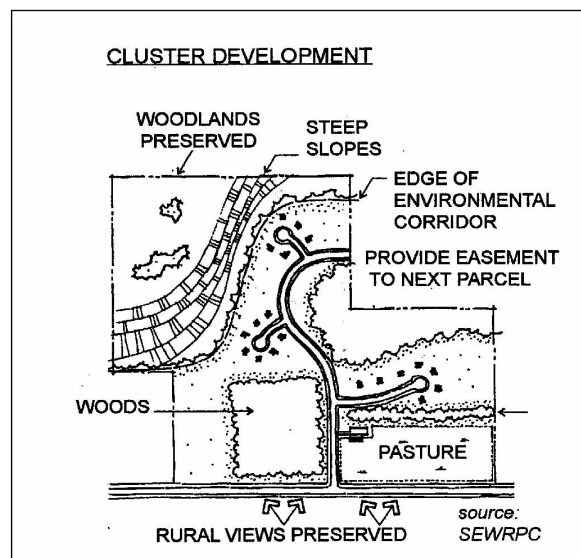 CLUSTER DEVELOPMENT
WOODLANDS
PRESERVED
STEEP
SLOPES
EDGE OF
ENVIRONMENTAL
CORRIDOR
PROVIDE EASEMENT
TO NEXT PARCEL
WOODS
PASTURE
RURAL VIEWS PRESERVED
source:
SEWRPC